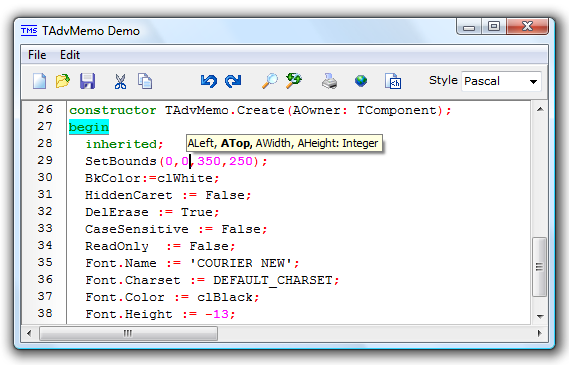 TMS TAdvMemo Demo
File Edit
Style Pascal
26 constructor TAdvMemo.Create(AOwner: TComponent);
27 begin
28 inherited;
ALeft, ATop, AWidth, AHeight: Integer
29 SetBounds(0,0,350,250);
30 BkColor:=clWhite;
31 HiddenCaret := False;
32 DelErase := True;
33 CaseSensitive := False;
34 ReadOnly  := False;
35 Font.Name := 'COURIER NEW';
36 Font.Charset := DEFAULT_CHARSET;
37 Font.Color := clBlack;
38 Font.Height := -13;